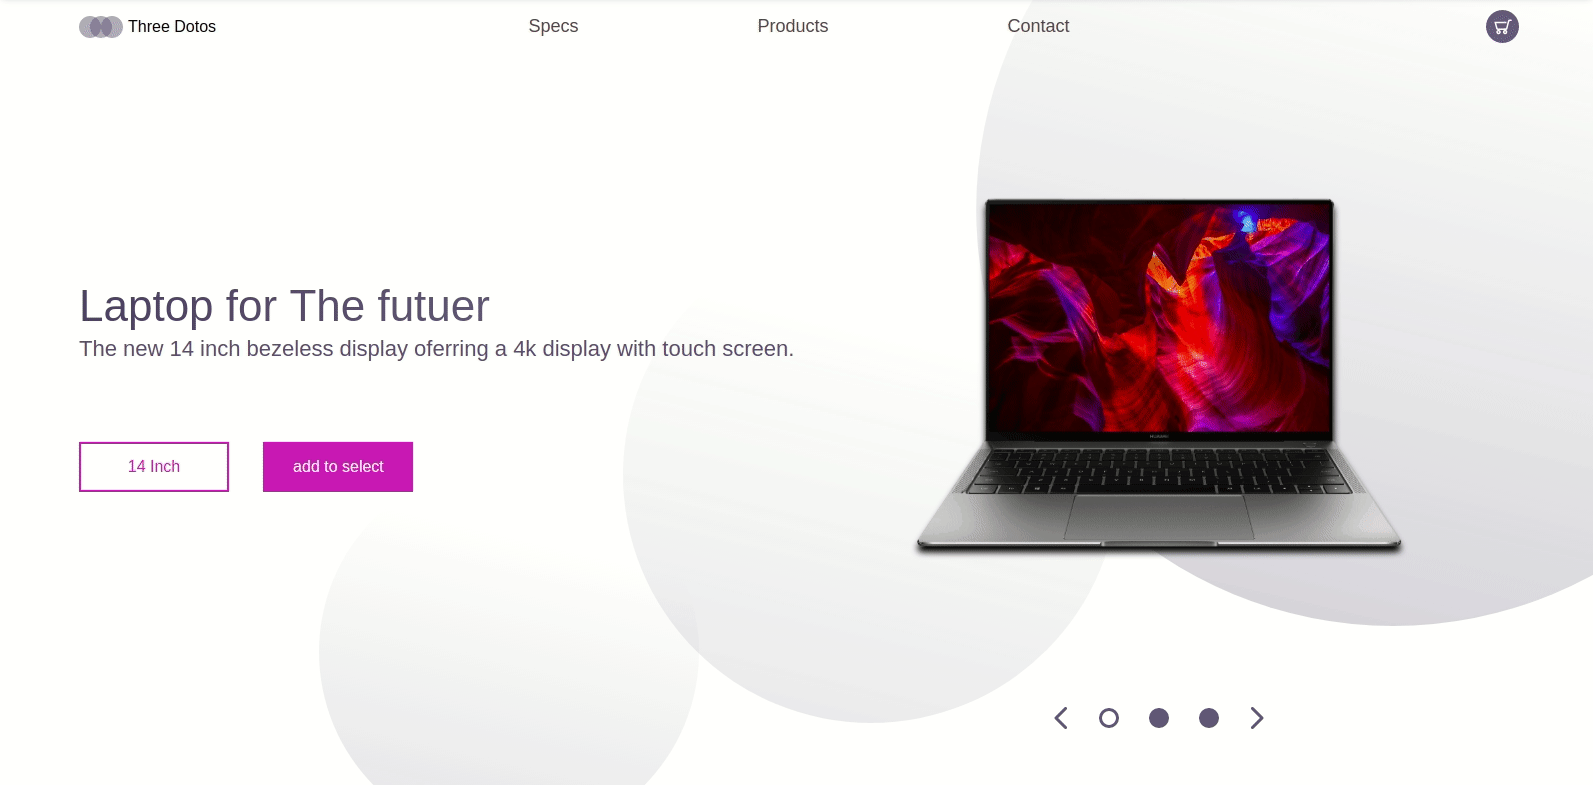 Three Dotos
Specs
Products
Contact
Laptop for The futuer
The new 14 inch bezeless display oferring a 4k display with touch screen.
14 Inch
add to select